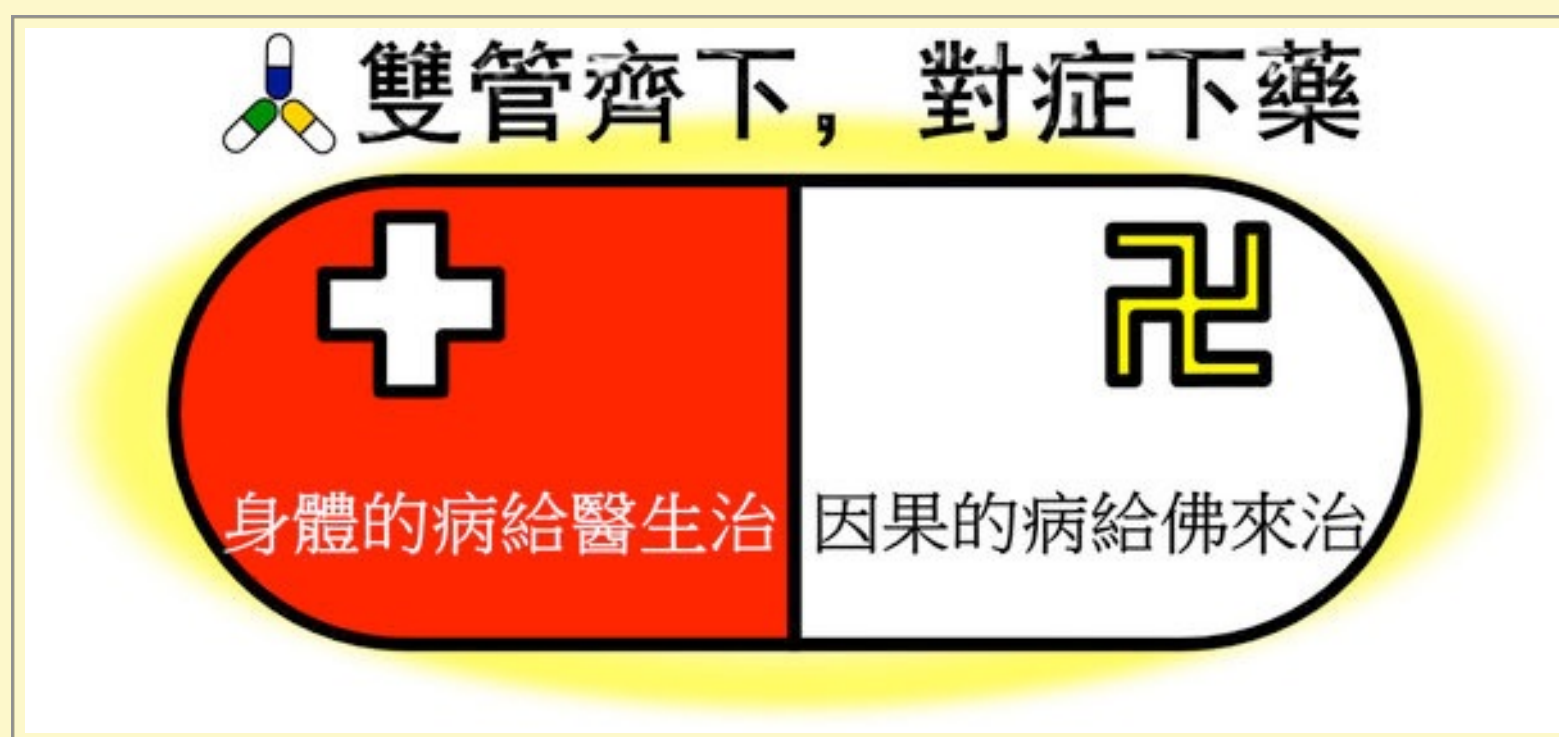 雙管齊下，對症下藥
身體的病給醫生治
因果的病給佛來治